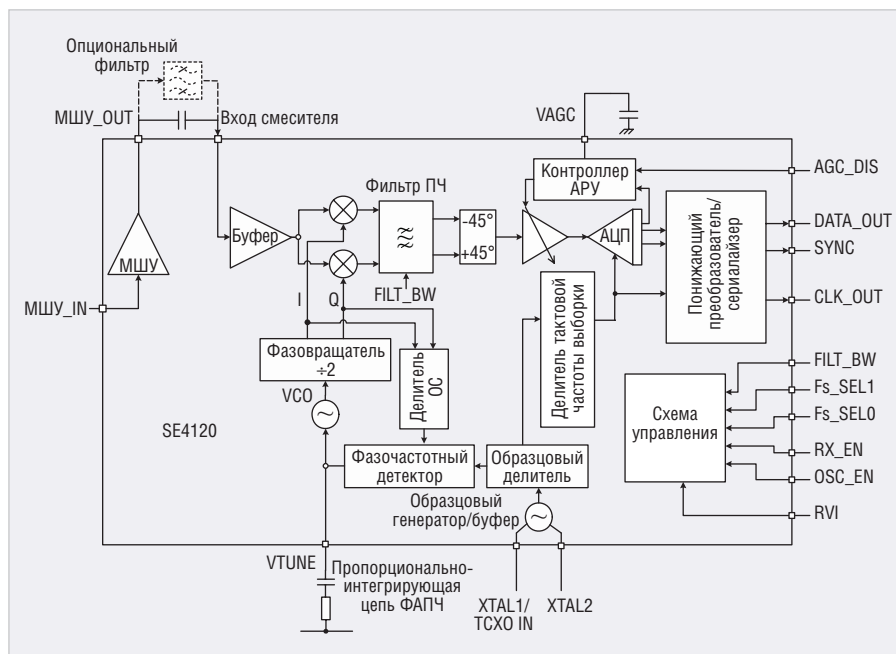 Опциональный
фильтр
МШУ_OUT
Вход смесителя
VAGC
Контроллер
АРУ
AGC_DIS
Фильтр ПЧ
-45°
+45°
Буфер
АЦП
Понижающий
преобразователь/
сериалайзер
DATA_OUT
SYNC
CLK_OUT
МШУ
МШУ_IN
I
Q
FILT_BW
Делитель тактовой
частоты выборки
Фазовращатель
÷2
Делитель
ОС
VCO
SE4120
Фазочастотный
детектор
Образцовый
делитель
Образцовый
генератор/буфер
Схема
управления
FILT_BW
Fs_SEL1
Fs_SEL0
RX_EN
OSC_EN
RVI
VTUNE
Пропорционально-
интегрирующая
цепь ФАПЧ
XTAL1/
TCXO IN
XTAL2